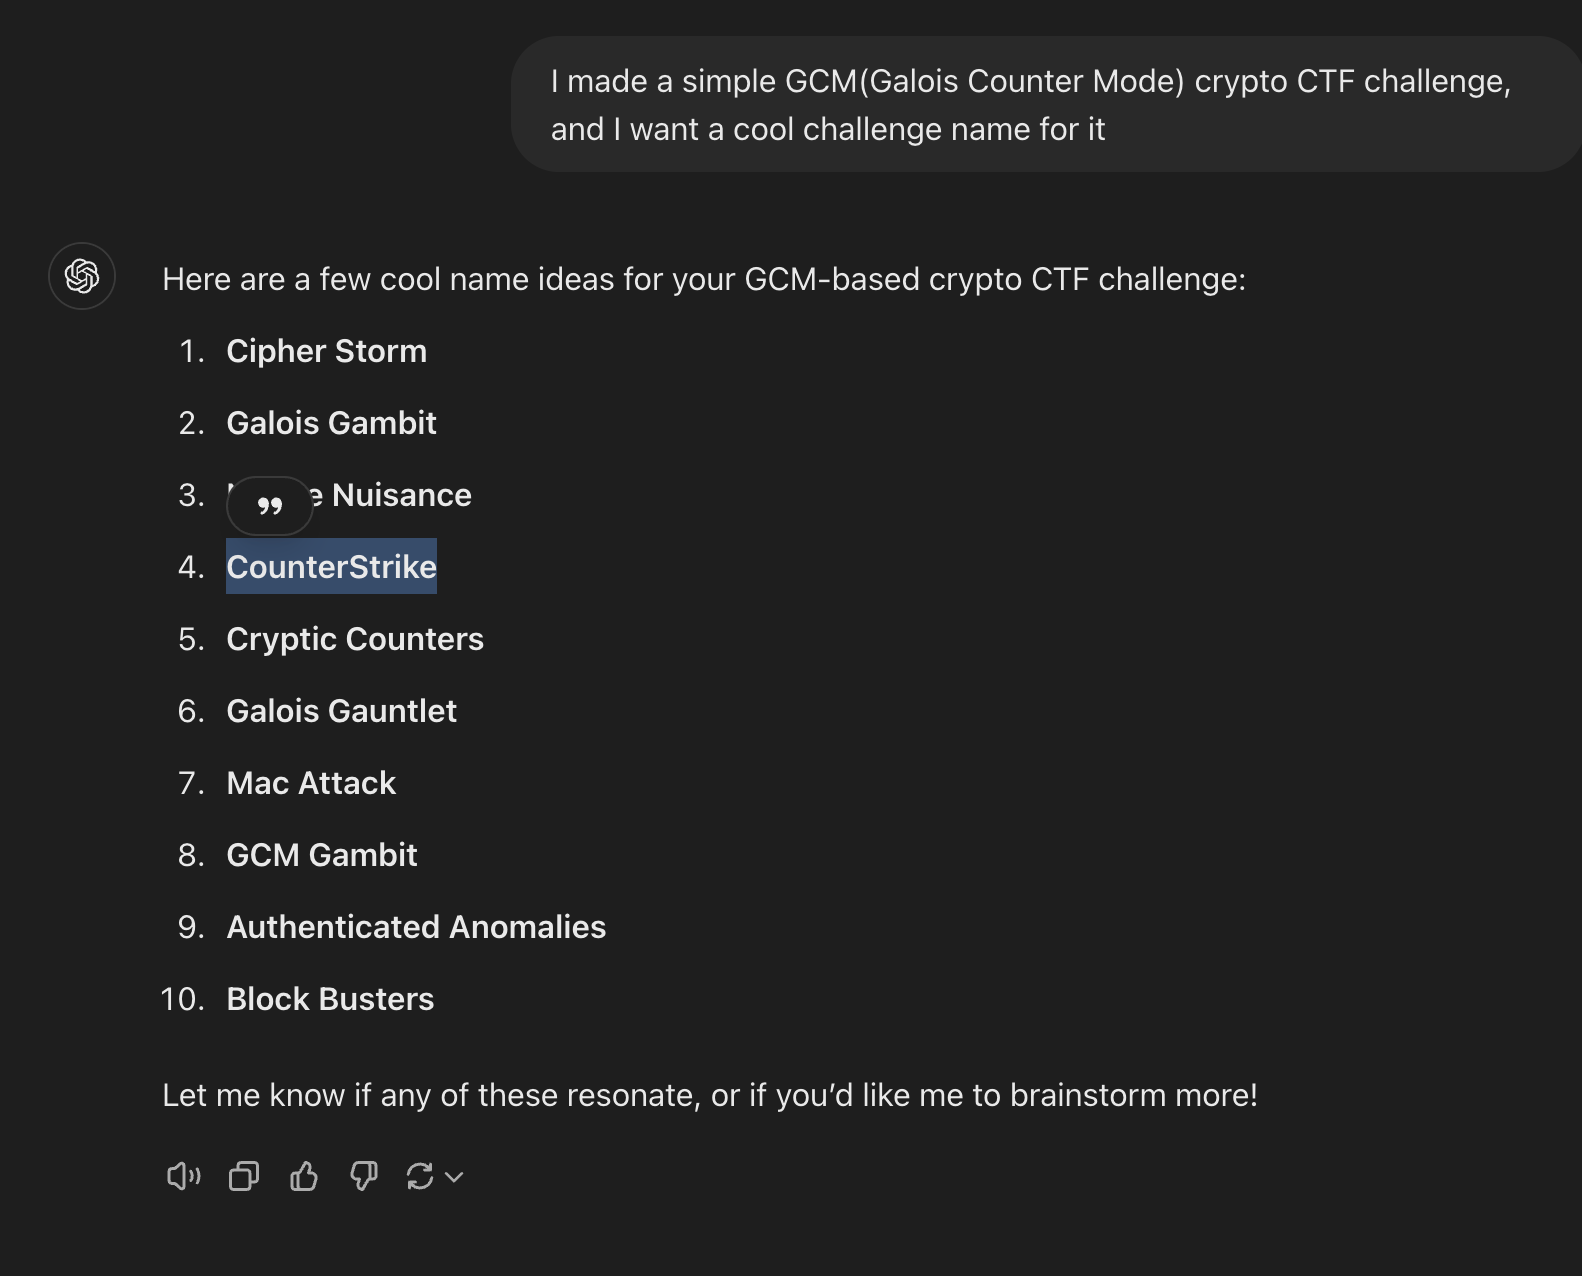 I made a simple GCM(Galois Counter Mode) crypto CTF challenge,
and I want a cool challenge name for it
Here are a few cool name ideas for your GCM-based crypto CTF challenge:
1. Cipher Storm
2. Galois Gambit
3. Nuisance
4. CounterStrike
5. Cryptic Counters
6. Galois Gauntlet
7. Mac Attack
8. GCM Gambit
9. Authenticated Anomalies
10. Block Busters
Let me know if any of these resonate, or if you’d like me to brainstorm more!